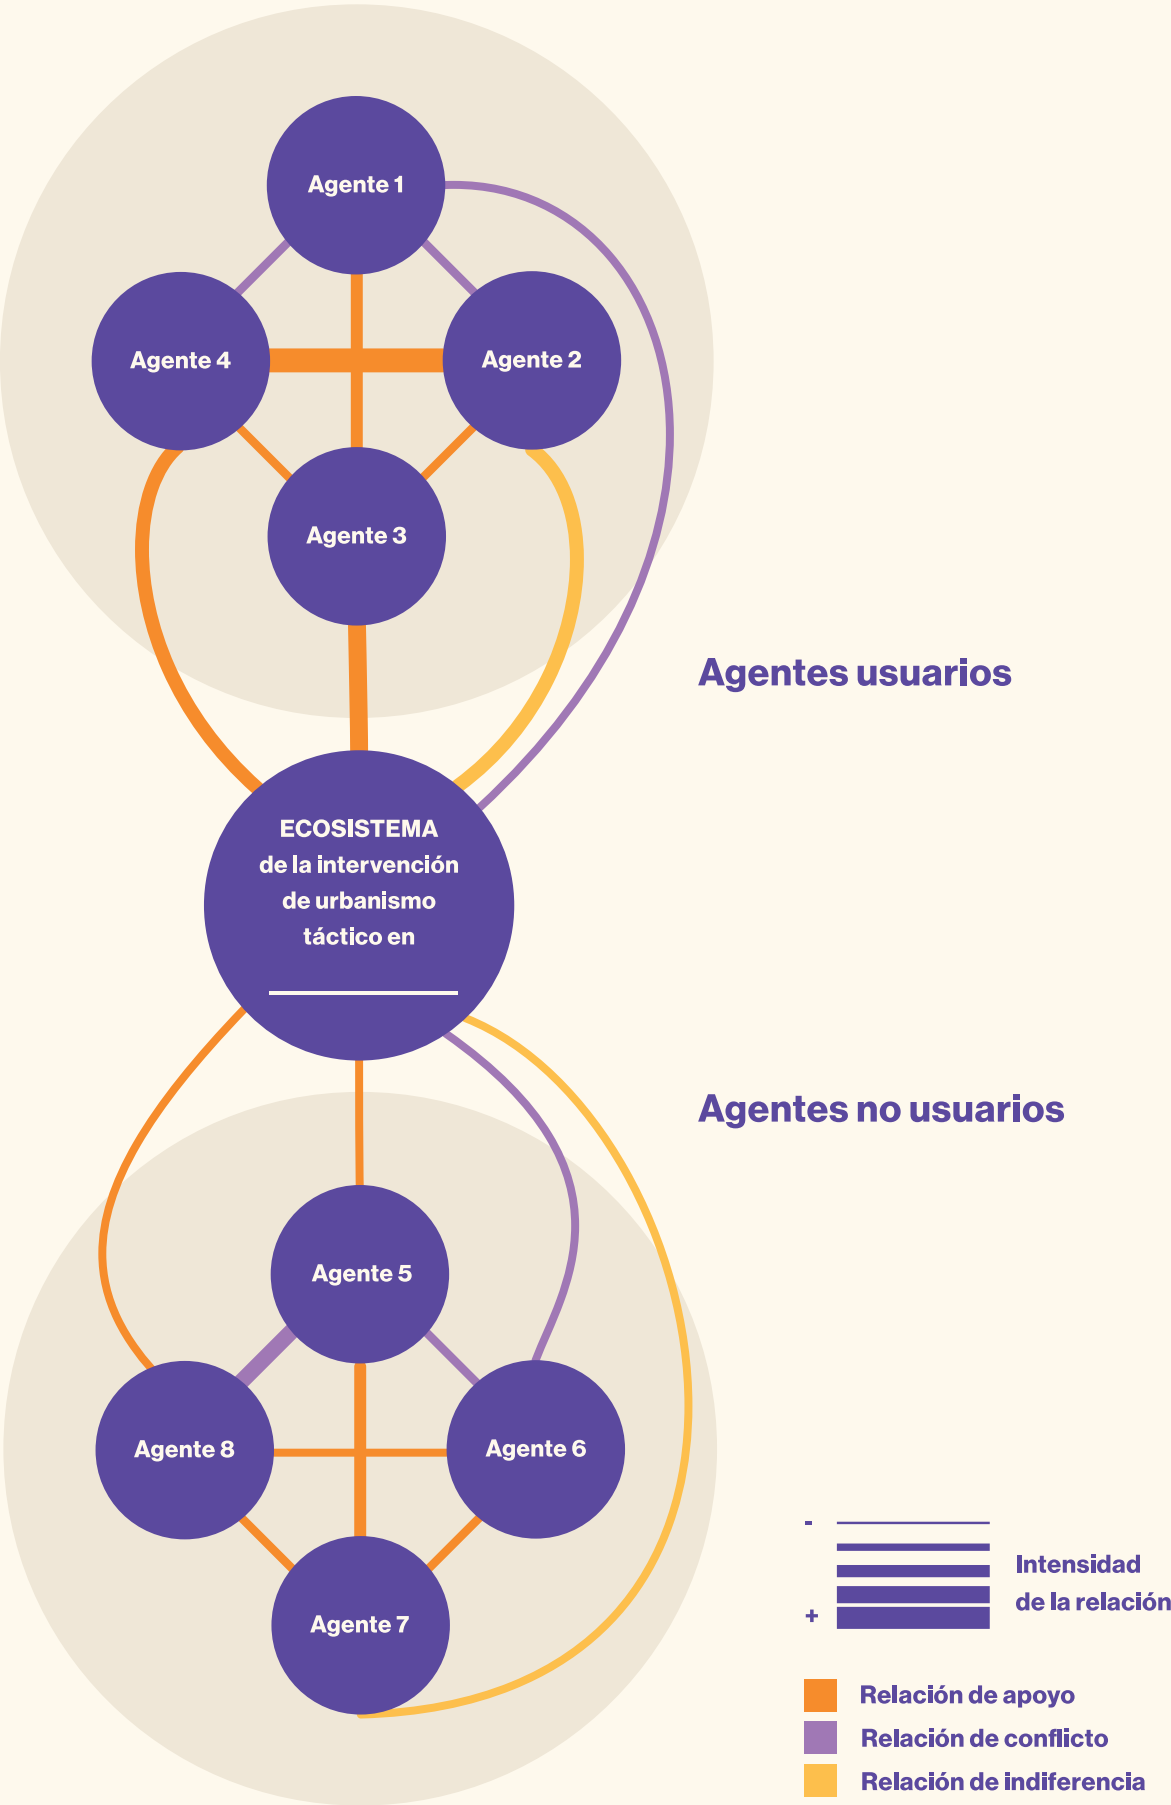 Agente 1
Agente 4
Agente 2
Agente 3
Agentes usuarios
ECOSISTEMA
de la intervención
de urbanismo
táctico en
Agentes no usuarios
Agente 5
Agente 8
Agente 6
Agente 7
-
+
Intensidad
de la relación
Relación de apoyo
Relación de conflicto
Relación de indiferencia